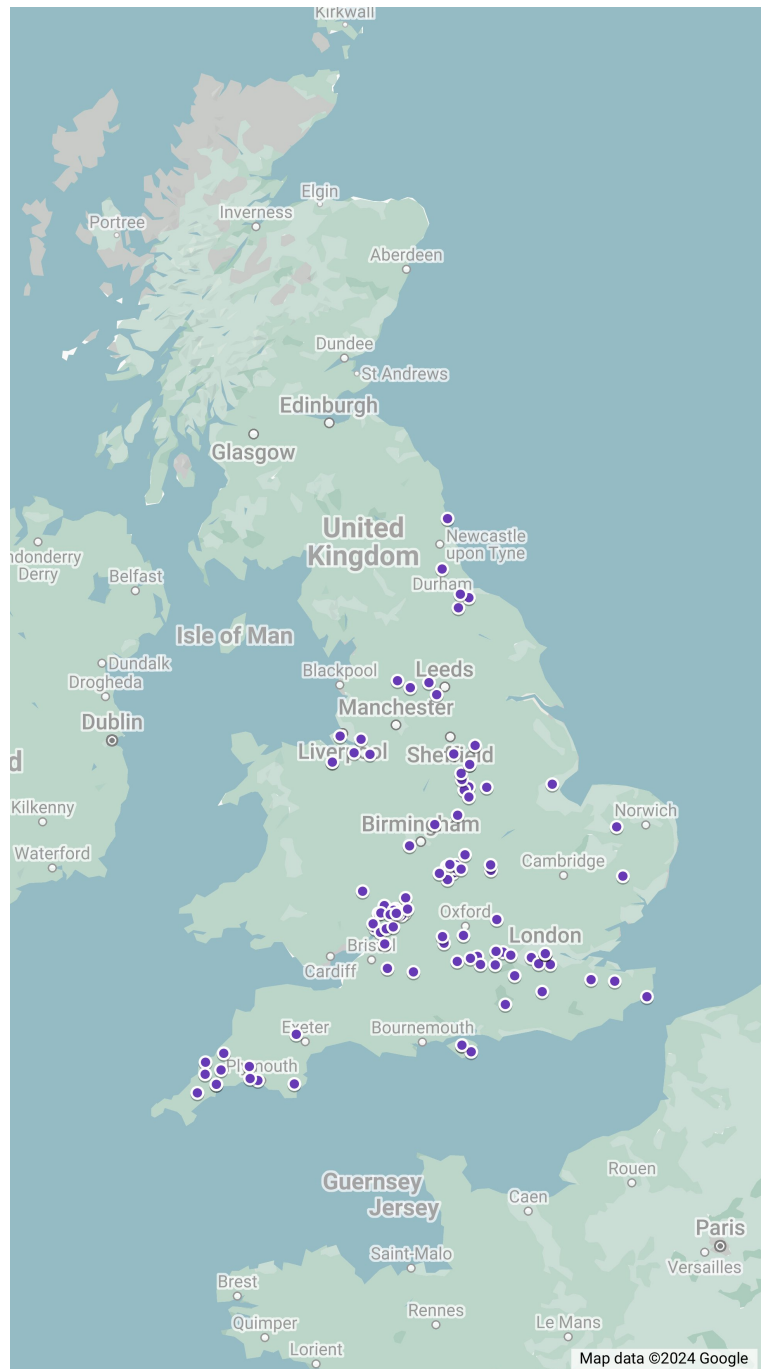 Kirkwall
Elgin
Inverness
Portree
Aberdeen
Dundee
St Andrews
Edinburgh
Glasgow
United
Kingdom
Newcastle
upon Tyne
ndonderry
Derry
Belfast
Durham
Isle of Man
Dundalk
Drogheda
Blackpool
Leeds
Manchester
Dublin
Liverpool
Sheffield
d
Kilkenny
Norwich
Birmingham
Waterford
Cambridge
Oxford
London
Bristol
Cardiff
Exeter
Bournemouth
Plymouth
Rouen
Guernsey
Jersey
Caen
Paris
Saint-Malo
Versailles
Brest
Rennes
Quimper
Le Mans
Lorient
Map data ©2024 Google